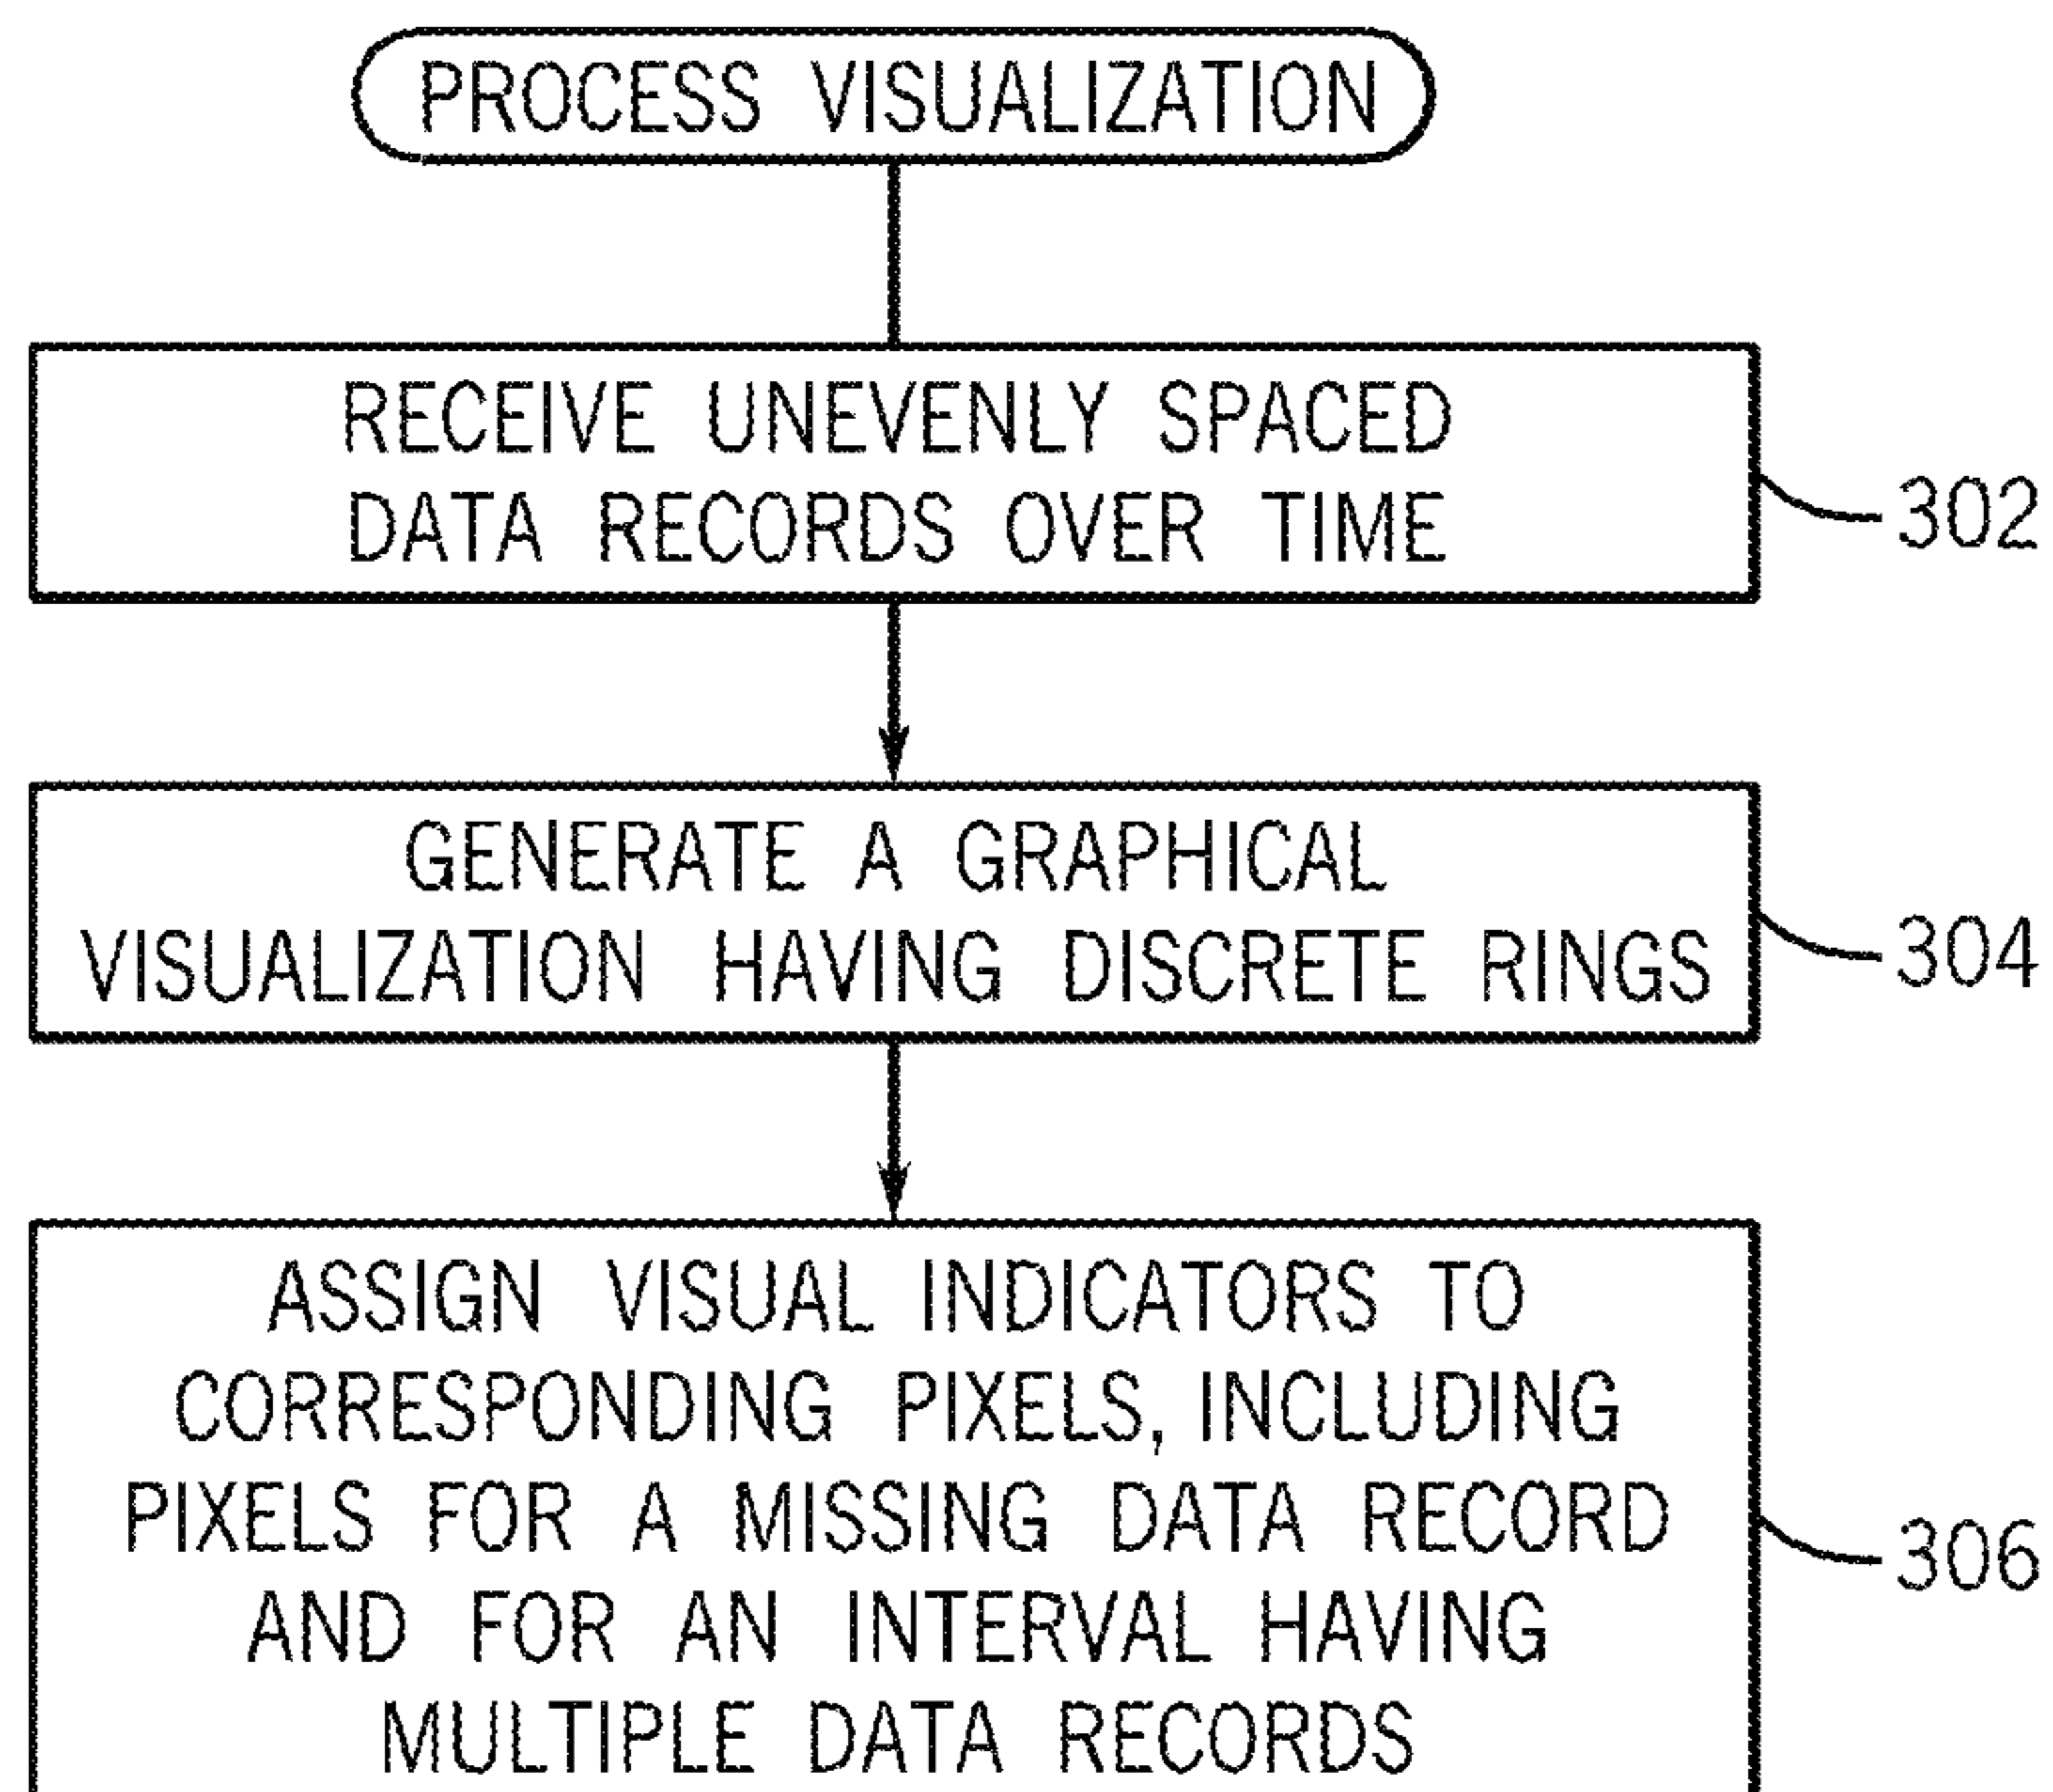 PROCESS VISUALIZATION
RECEIVE UNEVENLY SPACED
DATA RECORDS OVER TIME
302
GENERATE A GRAPHICAL
VISUALIZATION HAVING DISCRETE RINGS
304
ASSIGN VISUAL INDICATORS TO
CORRESPONDING PIXELS, INCLUDING
PIXELS FOR A MISSING DATA RECORD
AND FOR AN INTERVAL HAVING
MULTIPLE DATA RECORDS
306